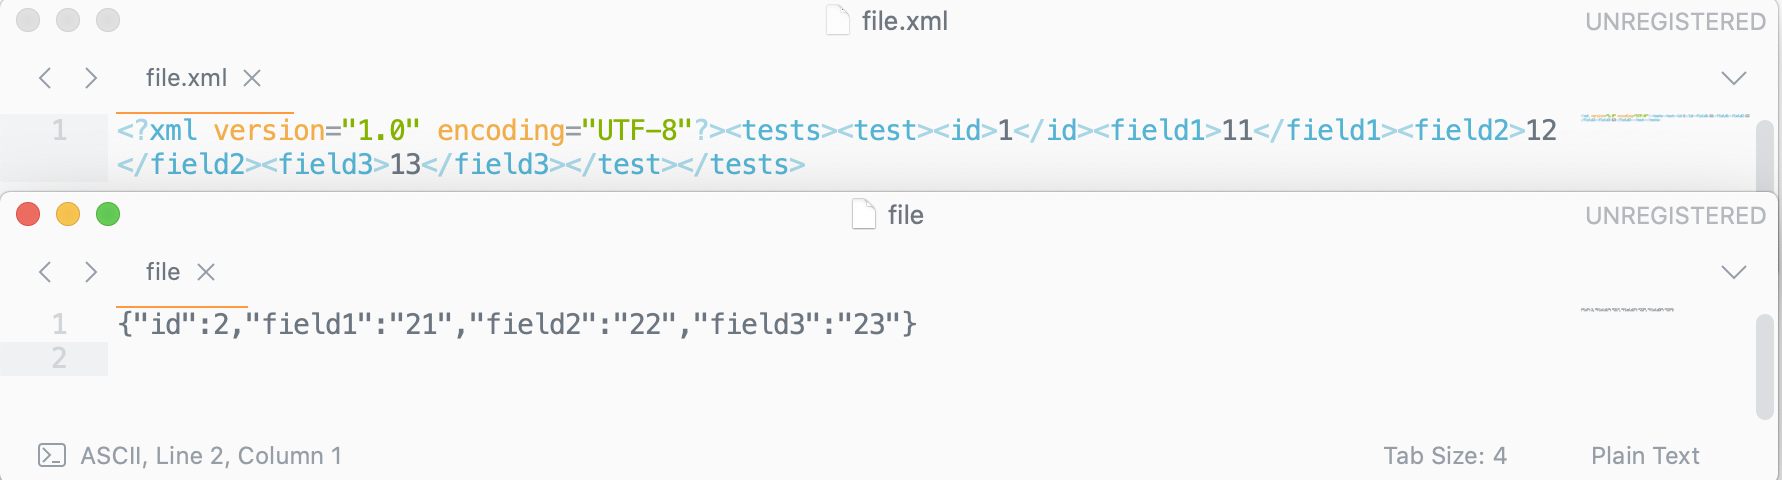 file.xml
UNREGISTERED
file.xml
1
<?xml version="1.0" encoding="UTF-8"?><tests><test><id>1</id><field1>11</field1><field2>12
</field2><field3>13</field3></test></tests>
file
UNREGISTERED
file
1
{"id":2,"field1":"21","field2":"22","field3":"23"}
2
ASCII, Line 2, Column 1
Tab Size: 4
Plain Text